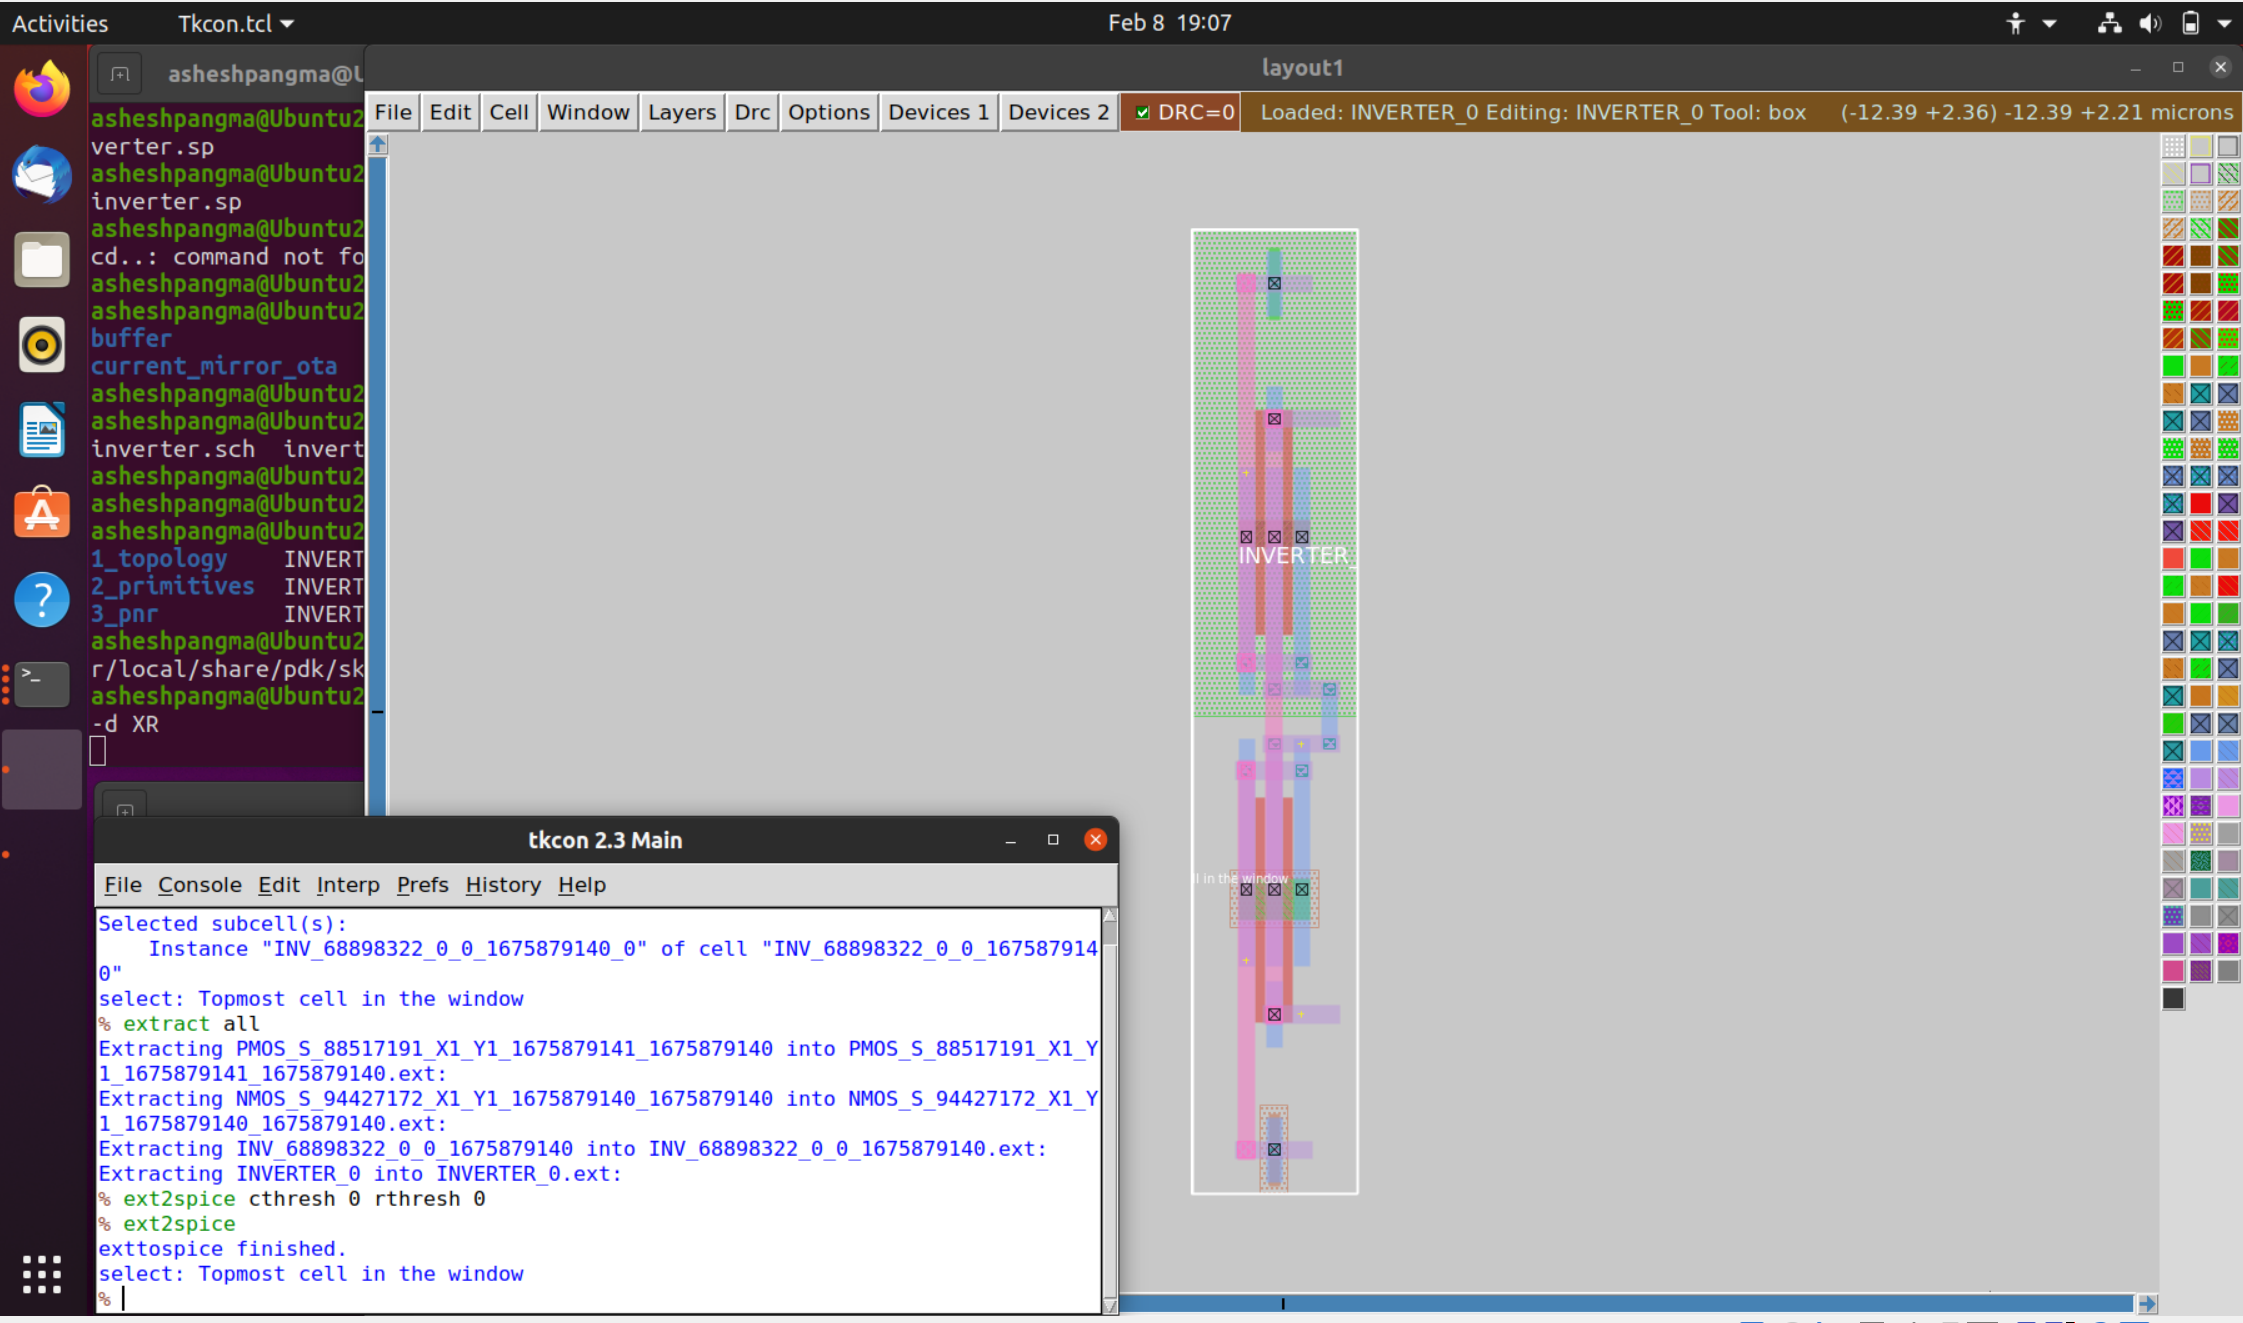 Activities
Tkcon.tcl
Feb 8 19:07
asheshpangma@U
asheshpangma@Ubuntu2
verter.sp
asheshpangma@Ubuntu2
inverter.sp
asheshpangma@Ubuntu2
cd..: command not fo
asheshpangma@Ubuntu2
asheshpangma@Ubuntu2
buffer
current_mirror_ota
asheshpangma@Ubuntu2
asheshpangma@Ubuntu2
inverter.sch invert
asheshpangma@Ubuntu2
asheshpangma@Ubuntu2
asheshpangma@Ubuntu2
1_topology INVERT
2_primitives INVERT
3_pnr INVERT
asheshpangma@Ubuntu2
r/local/share/pdk/sk
asheshpangma@Ubuntu2
-d XR
layout1
File Edit Cell Window Layers Drc Options Devices 1 Devices 2 DRC=0 Loaded: INVERTER_0 Editing: INVERTER_0 Tool: box (-12.39 +2.36) -12.39 +2.21 microns
INVERTER_
ll in the window
tkcon 2.3 Main
File Console Edit Interp Prefs History Help
Selected subcell(s):
Instance "INV_68898322_0_0_1675879140_0" of cell "INV_68898322_0_0_167587914
0"
select: Topmost cell in the window
% extract all
Extracting PMOS_S_88517191_X1_Y1_1675879141_1675879140 into PMOS_S_88517191_X1_Y
1_1675879141_1675879140.ext:
Extracting NMOS_S_94427172_X1_Y1_1675879140_1675879140 into NMOS_S_94427172_X1_Y
1_1675879140_1675879140.ext:
Extracting INV_68898322_0_0_1675879140 into INV_68898322_0_0_1675879140.ext:
Extracting INVERTER_0 into INVERTER_0.ext:
% ext2spice cthresh 0 rthresh 0
% ext2spice
exttospice finished.
select: Topmost cell in the window
%